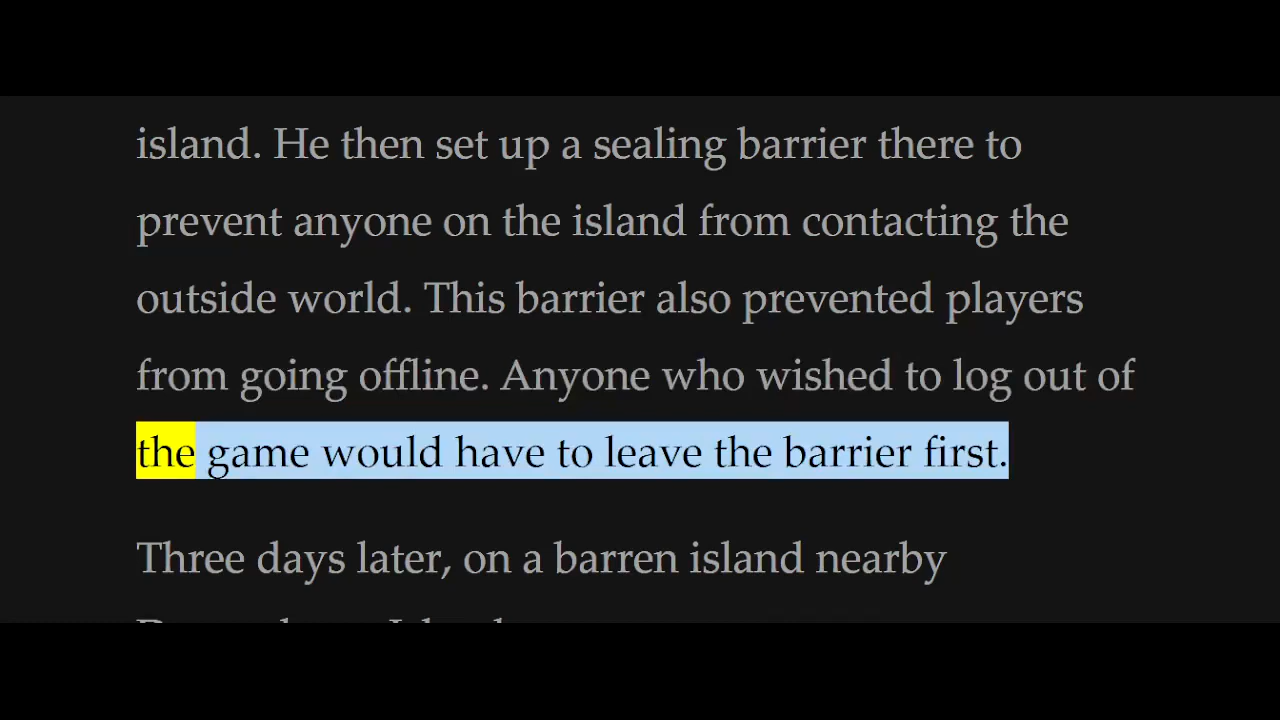 island. He then set up a sealing barrier there to
prevent anyone on the island from contacting the
outside world. This barrier also prevented players
from going offline. Anyone who wished to log out of
the game would have to leave the barrier first.
Three days later, on a barren island nearby